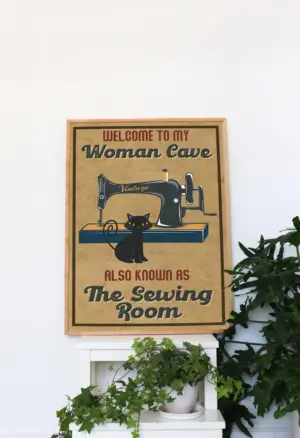 WELCOME TO MY
Woman Cave
Vintage
ALSO KNOWN AS
The Sewing
Room